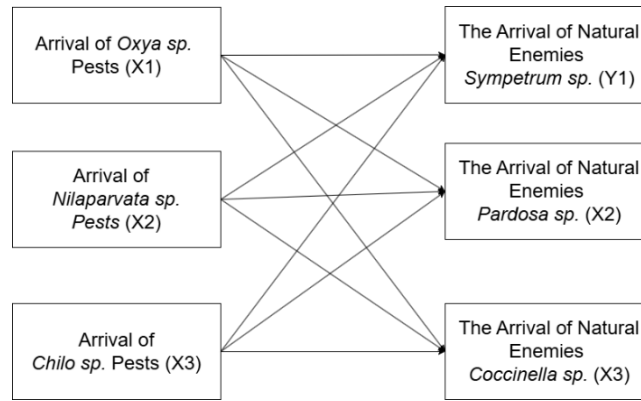 Arrival of Oxya sp.
Pests (X1)
The Arrival of Natural
Enemies
Sympetrum sp. (Y1)
Arrival of
Nilaparvata sp.
Pests (X2)
The Arrival of Natural
Enemies
Pardosa sp. (X2)
Arrival of
Chilo sp. Pests (X3)
The Arrival of Natural
Enemies
Coccinella sp. (X3)